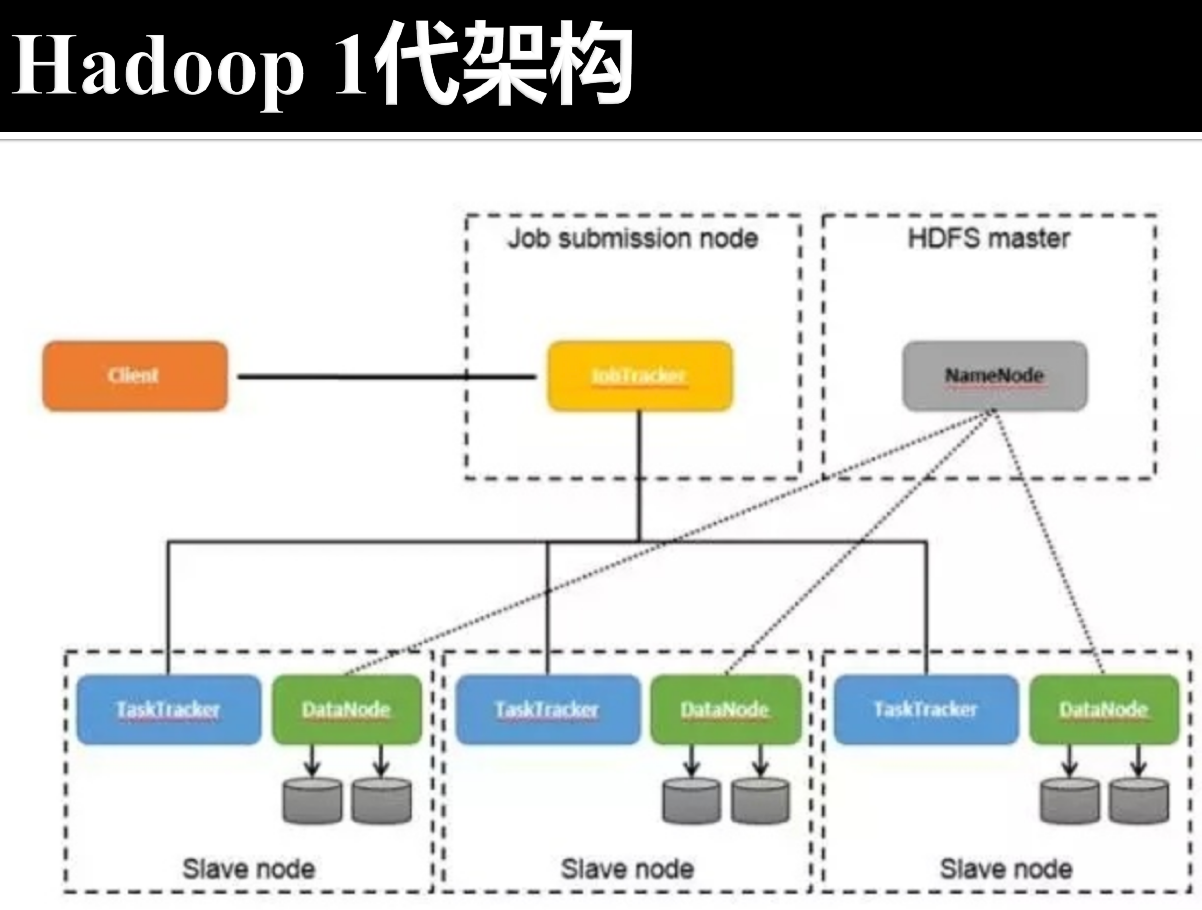 Hadoop 1代架构
Job submission node
HDFS master
Client
JobTracker
NameNode
TaskTracker
DataNode
TaskTracker
DataNode
TaskTracker
DataNode
Slave node
Slave node
Slave node